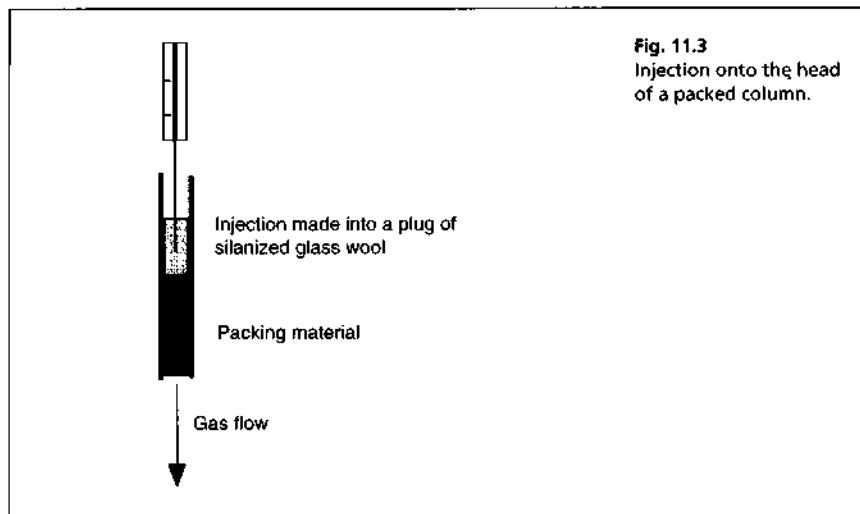 Fig. 11.3
Injection onto the head
of a packed column.
Injection made into a plug of
silanized glass wool
Packing material
Gas flow